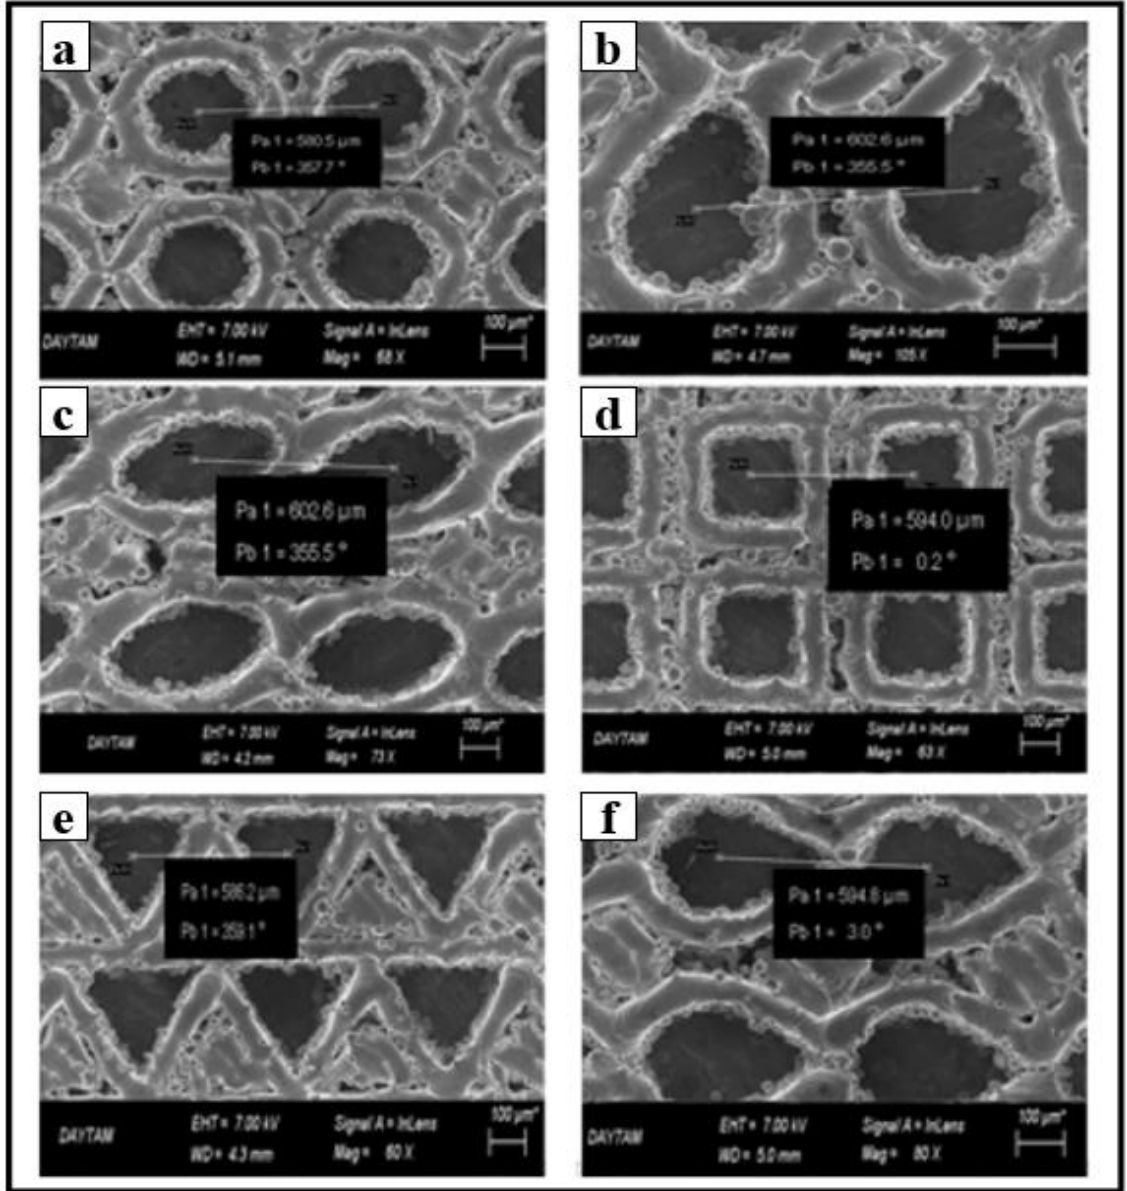 a
Pa 1 = 580.5 µm
Pb 1 = 357.7 °
DAYTAM
EHT = 7.00 kV
WD = 5.1 mm
Signal A = InLens
Mag = 68 X
100 µm*
b
Pa 1 = 602.6 µm
Pb 1 = 355.5 °
DAYTAM
EHT = 7.00 kV
WD = 4.7 mm
Signal A = InLens
Mag = 105 X
100 µm*
c
Pa 1 = 602.6 µm
Pb 1 = 355.5 °
DAYTAM
EHT = 7.00 kV
WD = 4.2 mm
Signal A = InLens
Mag = 73 X
100 µm*
d
Pa 1 = 594.0 µm
Pb 1 = 0.2 °
DAYTAM
EHT = 7.00 kV
WD = 5.0 mm
Signal A = InLens
Mag = 63 X
100 µm*
e
Pa 1 = 586.2 µm
Pb 1 = 359.1 °
DAYTAM
EHT = 7.00 kV
WD = 4.3 mm
Signal A = InLens
Mag = 60 X
100 µm*
f
Pa 1 = 594.8 µm
Pb 1 = 3.0 °
DAYTAM
EHT = 7.00 kV
WD = 5.0 mm
Signal A = InLens
Mag = 80 X
100 µm*